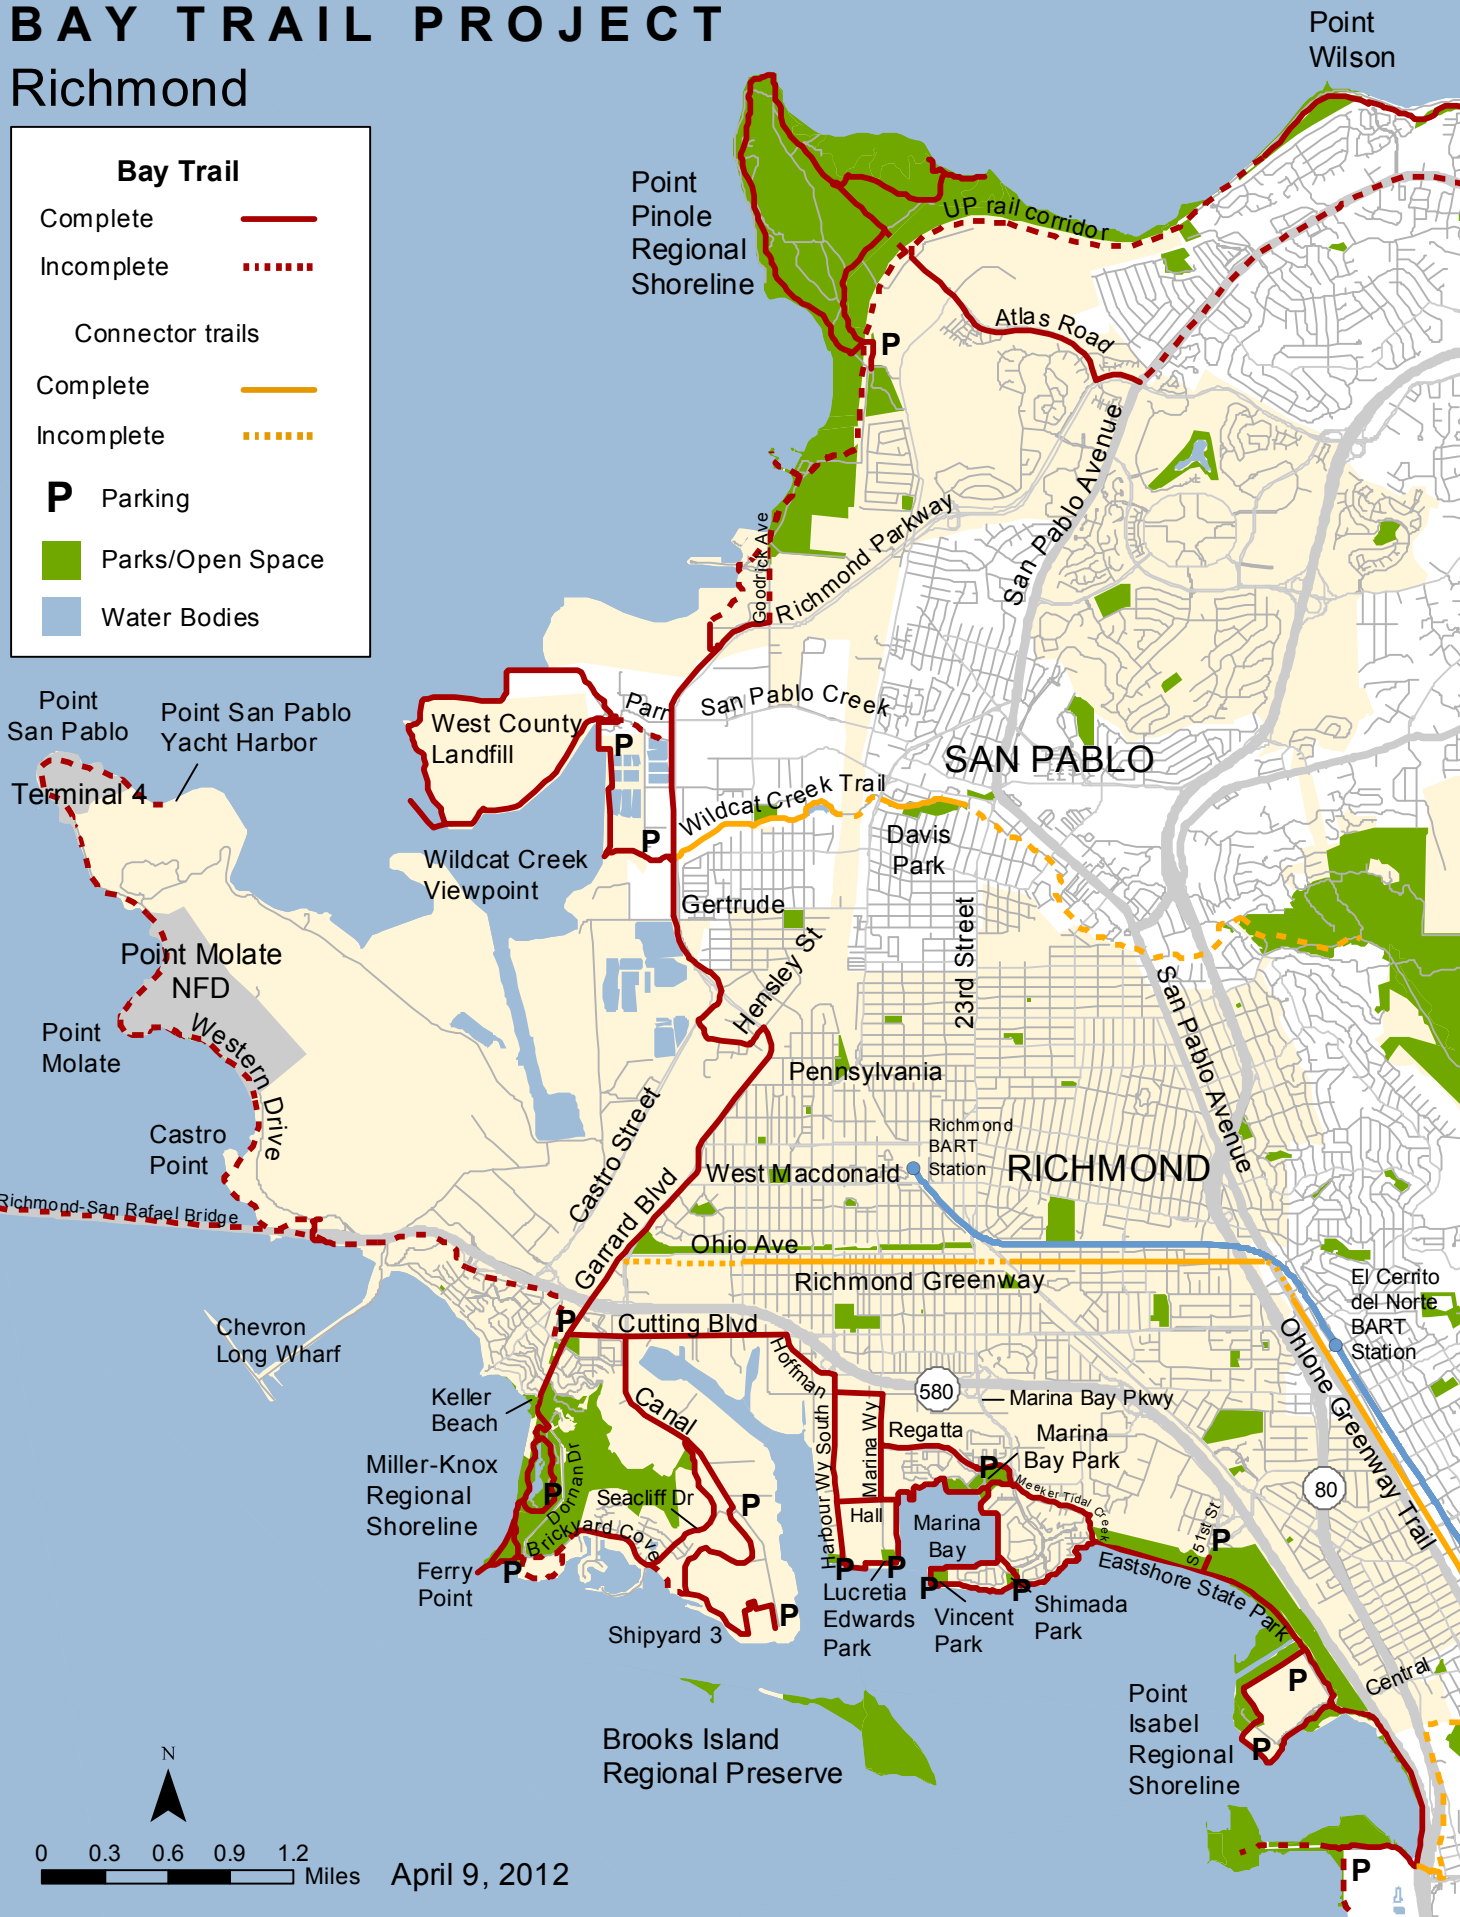 BAY TRAIL PROJECT
Richmond
Bay Trail
Complete
Incomplete
Connector trails
Complete
Incomplete
P Parking
Parks/Open Space
Water Bodies
Point
Wilson
Point
Pinole
Regional
Shoreline
UP rail corridor
Atlas Road
P
San Pablo Avenue
Richmond Parkway
Goodrick Ave
Point
San Pablo
Point San Pablo
Yacht Harbor
Terminal 4
West County
Landfill
Parr
P
San Pablo Creek
SAN PABLO
Wildcat Creek Trail
P
Davis
Park
Wildcat Creek
Viewpoint
Gertrude
Hensley St
23rd Street
San Pablo Avenue
Point Molate
NFD
Point
Molate
Western Drive
Pennsylvania
Castro
Point
Castro Street
Richmond
BART
Station
West Macdonald
RICHMOND
Richmond-San Rafael Bridge
Garrard Blvd
Ohio Ave
Richmond Greenway
El Cerrito
del Norte
BART
Station
Chevron
Long Wharf
P
Cutting Blvd
Hoffman
Ohlone Greenway Trail
580
Marina Bay Pkwy
Keller
Beach
Canal
Harbour Wy South
Marina Wy
Regatta
Marina
Bay Park
P
80
Miller-Knox
Regional
Shoreline
P
Dornan Dr
Seacliff Dr
P
Hall
Marina
Bay
Meeker Tidal Creek
S 51st St
P
Brickyard Cove
Ferry
Point
P
P
P
Lucretia
Edwards
Park
P
Vincent
Park
P
Shimada
Park
Eastshore State Park
Shipyard 3
P
Central
P
Point
Isabel
Regional
Shoreline
P
Brooks Island
Regional Preserve
N
0 0.3 0.6 0.9 1.2
Miles
April 9, 2012
P